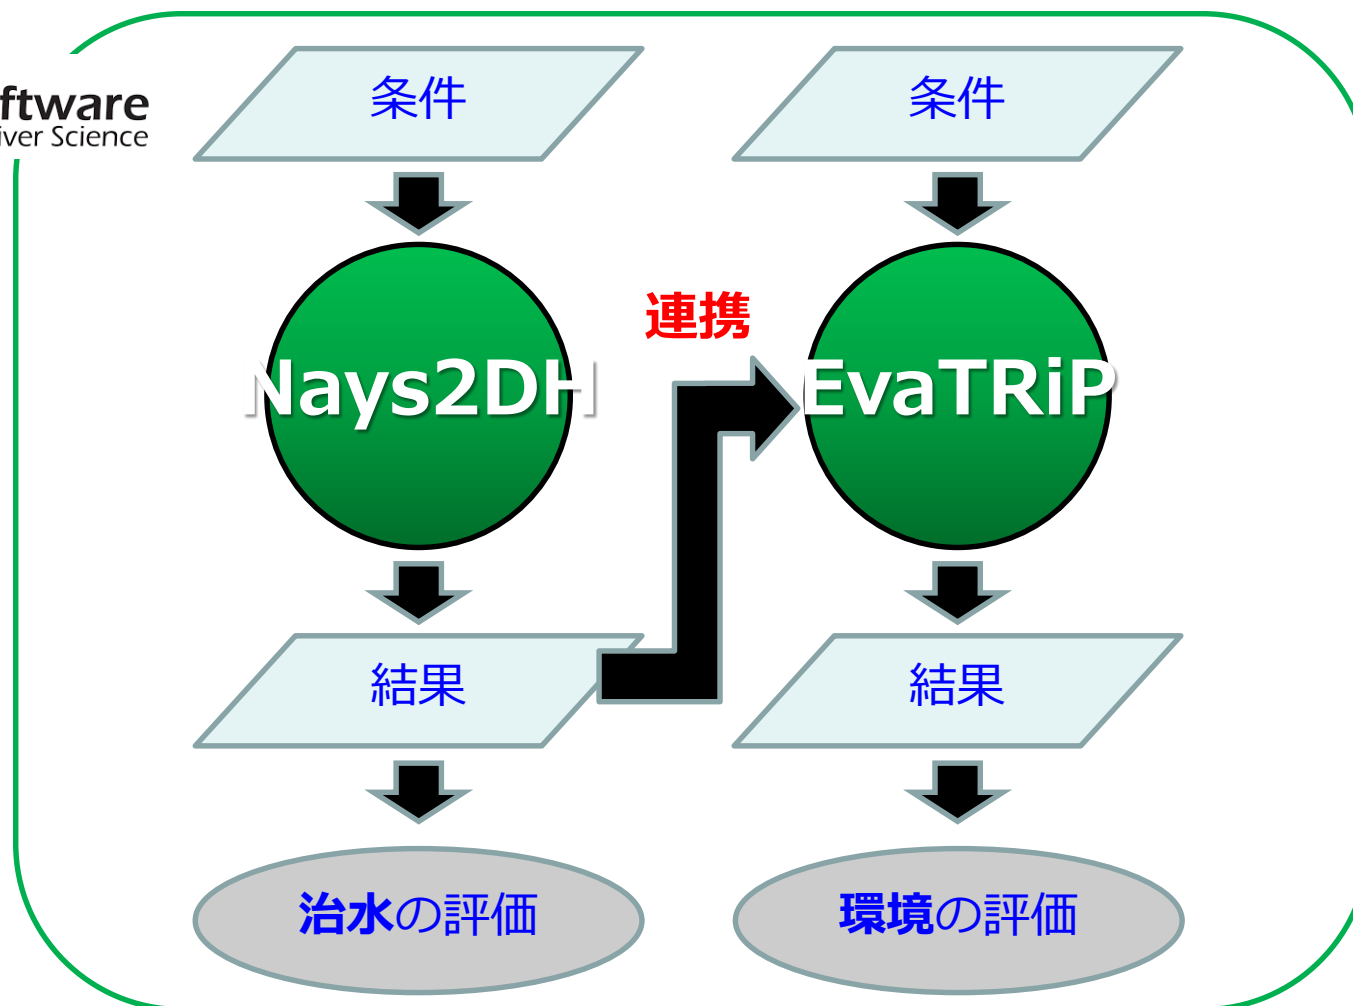 条件
条件
ftware
iver Science
連携
Nays2DH
EvaTRiP
結果
結果
治水の評価
環境の評価